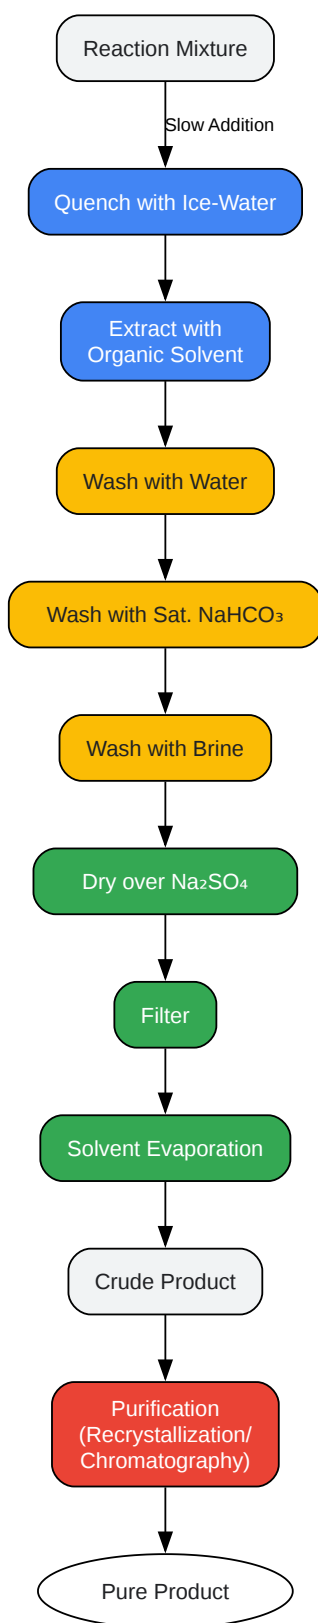 Reaction Mixture
Slow Addition
Quench with Ice-Water
Extract with
Organic Solvent
Wash with Water
Wash with Sat. NaHCO₃
Wash with Brine
Dry over Na₂SO₄
Filter
Solvent Evaporation
Crude Product
Purification
(Recrystallization/
Chromatography)
Pure Product